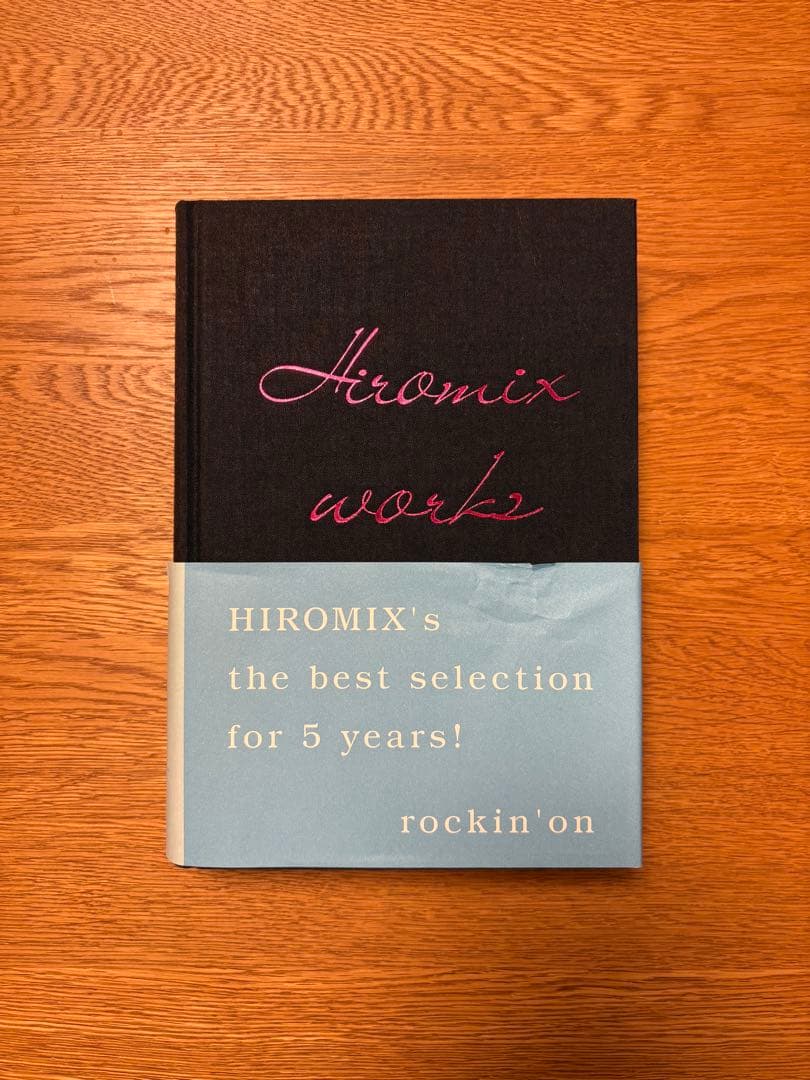 Hiromix
works
HIROMIX's
the best selection
for 5 years!
rockin'on